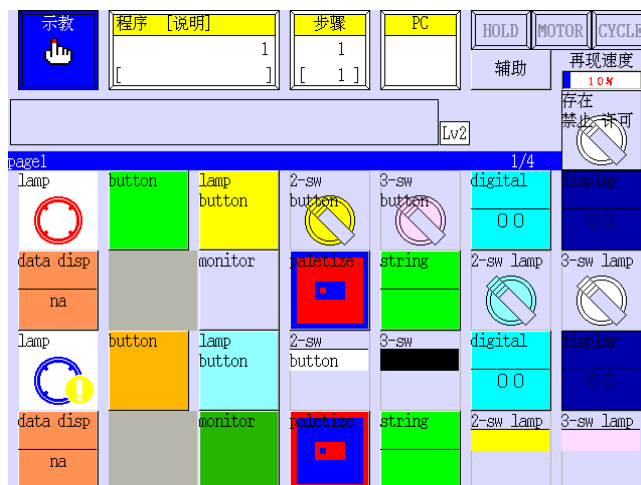 示教
程序 [说明]
1
[ ]
步骤
1
[ 1 ]
PC
HOLD
MOTOR
CYCLE
辅助
再现速度
10%
存在
禁止 许可
Lv2
page1
1/4
lamp
button
lamp
button
2-sw
button
3-sw
button
digital
00
display
00
data disp
na
monitor
paletize
string
2-sw lamp
3-sw lamp
lamp
button
lamp
button
2-sw
button
3-sw
digital
00
display
00
data disp
na
monitor
paletize
string
2-sw lamp
3-sw lamp